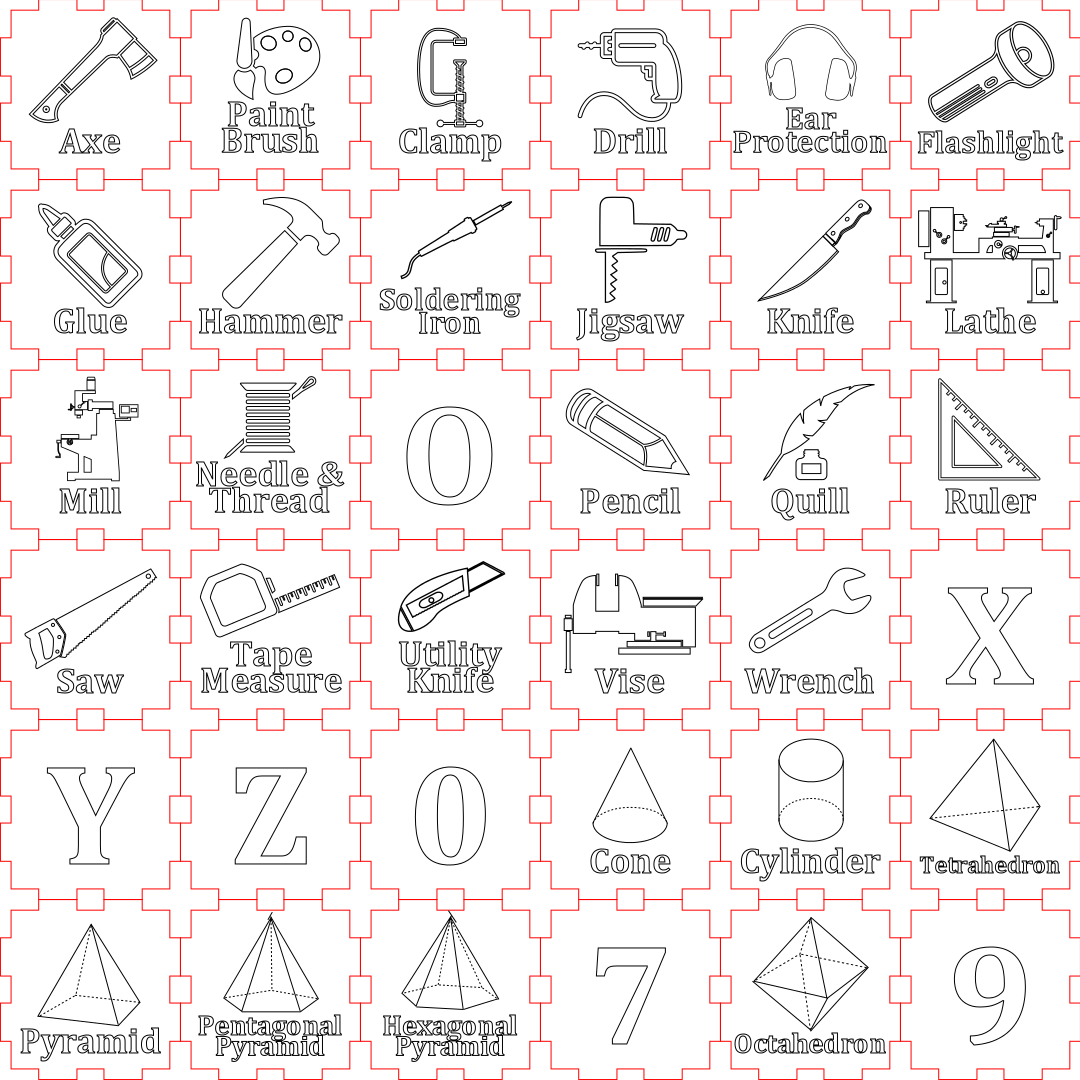 Axe
Paint
Brush
Clamp
Drill
Ear
Protection
Flashlight
Glue
Hammer
Soldering
Iron
Jigsaw
Knife
Lathe
Mill
Needle &
Thread
O
Pencil
Quill
Ruler
Saw
Tape
Measure
Utility
Knife
Vise
Wrench
X
Y
Z
0
Cone
Cylinder
Tetrahedron
Pyramid
Pentagonal
Pyramid
Hexagonal
Pyramid
7
Octahedron
9